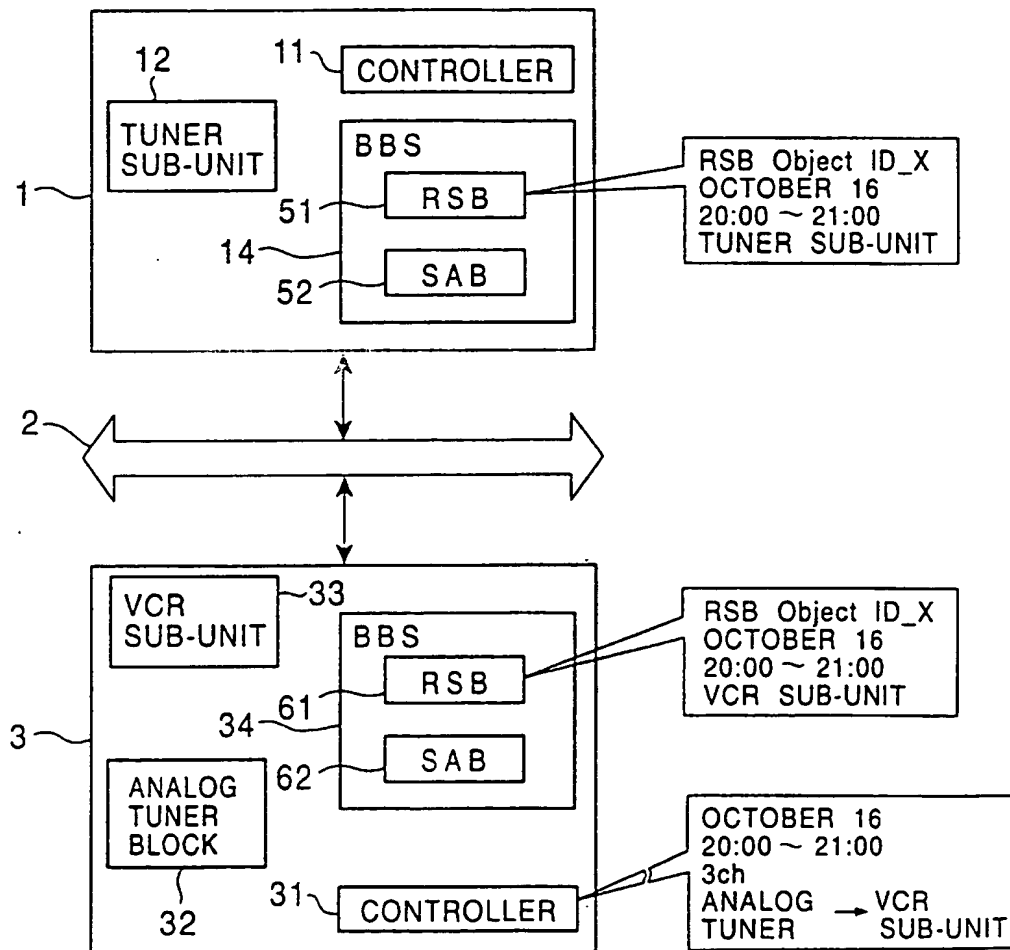 11
CONTROLLER
12
TUNER
SUB-UNIT
BBS
RSB
51
SAB
52
14
1
RSB Object ID_X
OCTOBER 16
20:00 ~ 21:00
TUNER SUB-UNIT
2
VCR
SUB-UNIT
33
BBS
RSB
61
34
SAB
62
3
RSB Object ID_X
OCTOBER 16
20:00 ~ 21:00
VCR SUB-UNIT
ANALOG
TUNER
BLOCK
32
31
CONTROLLER
OCTOBER 16
20:00 ~ 21:00
3ch
ANALOG TUNER → VCR SUB-UNIT